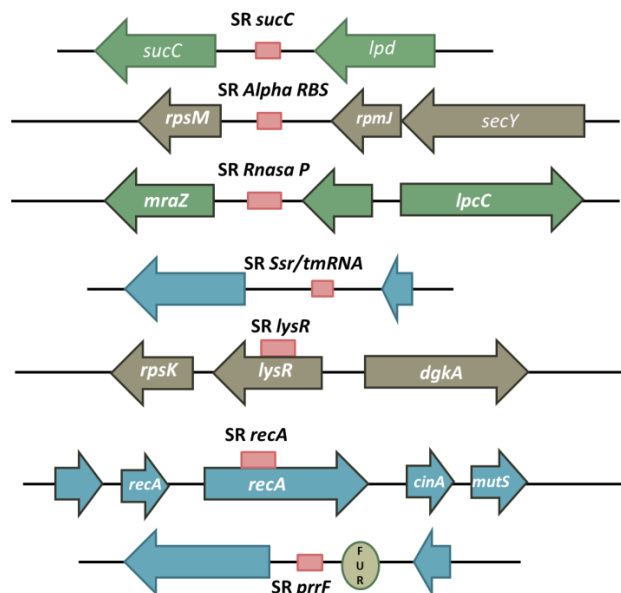 SR sucC
sucC lpd
SR Alpha RBS
rpsM rpmJ secY
SR Rnasa P
mraZ lpcC
SR Ssr/tmRNA
SR lysR
rpsK lysR dgkA
SR recA
recA recA cinA mutS
F
U
R
SR prrF